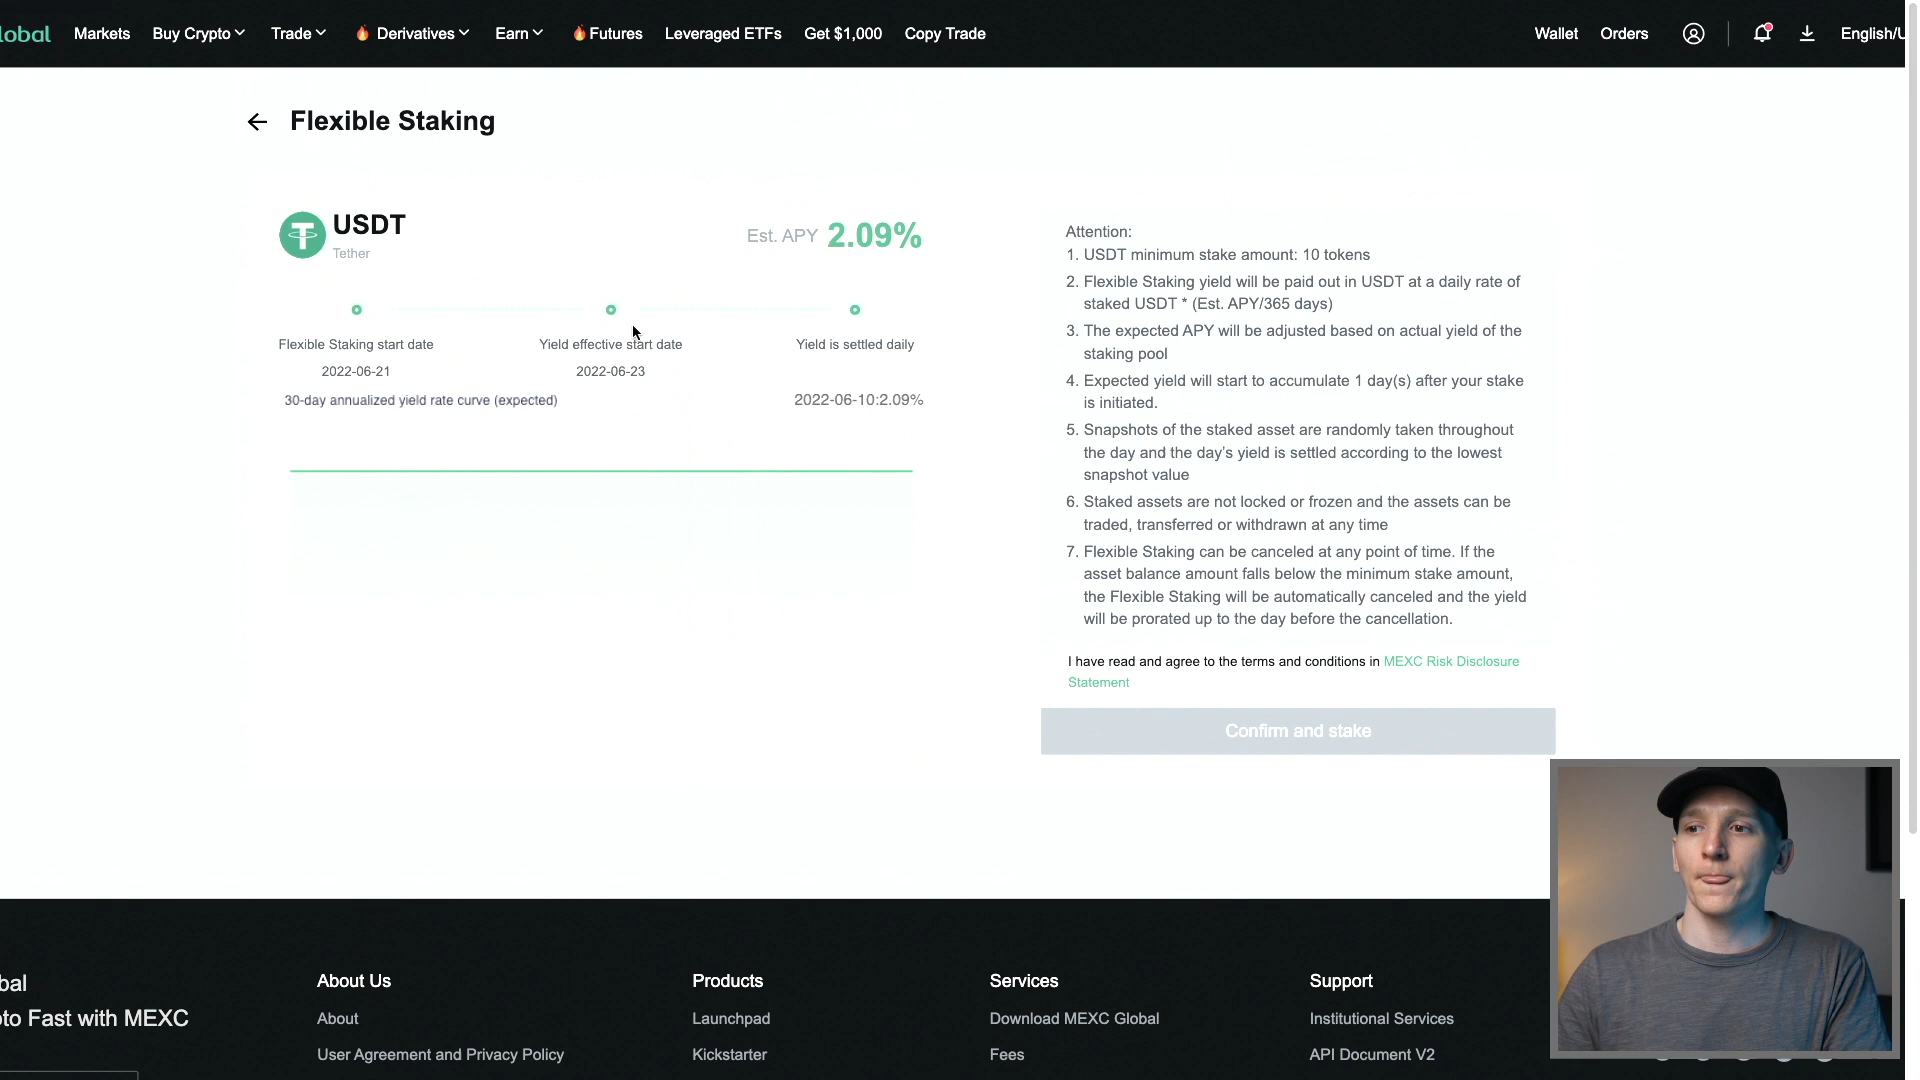 lobal Markets Buy Crypto Trade Derivatives Earn Futures Leveraged ETFs Get $1,000 Copy Trade Wallet Orders English/U
Flexible Staking
USDT
Tether
Est. APY 2.09%
Flexible Staking start date
2022-06-21
Yield effective start date
2022-06-23
Yield is settled daily
30-day annualized yield rate curve (expected)
2022-06-10:2.09%
Attention:
1. USDT minimum stake amount: 10 tokens
2. Flexible Staking yield will be paid out in USDT at a daily rate of
staked USDT * (Est. APY/365 days)
3. The expected APY will be adjusted based on actual yield of the
staking pool
4. Expected yield will start to accumulate 1 day(s) after your stake
is initiated.
5. Snapshots of the staked asset are randomly taken throughout
the day and the day's yield is settled according to the lowest
snapshot value
6. Staked assets are not locked or frozen and the assets can be
traded, transferred or withdrawn at any time
7. Flexible Staking can be canceled at any point of time. If the
asset balance amount falls below the minimum stake amount,
the Flexible Staking will be automatically canceled and the yield
will be prorated up to the day before the cancellation.
I have read and agree to the terms and conditions in MEXC Risk Disclosure
Statement
Confirm and stake
bal
to Fast with MEXC
About Us
About
User Agreement and Privacy Policy
Products
Launchpad
Kickstarter
Services
Download MEXC Global
Fees
Support
Institutional Services
API Document V2